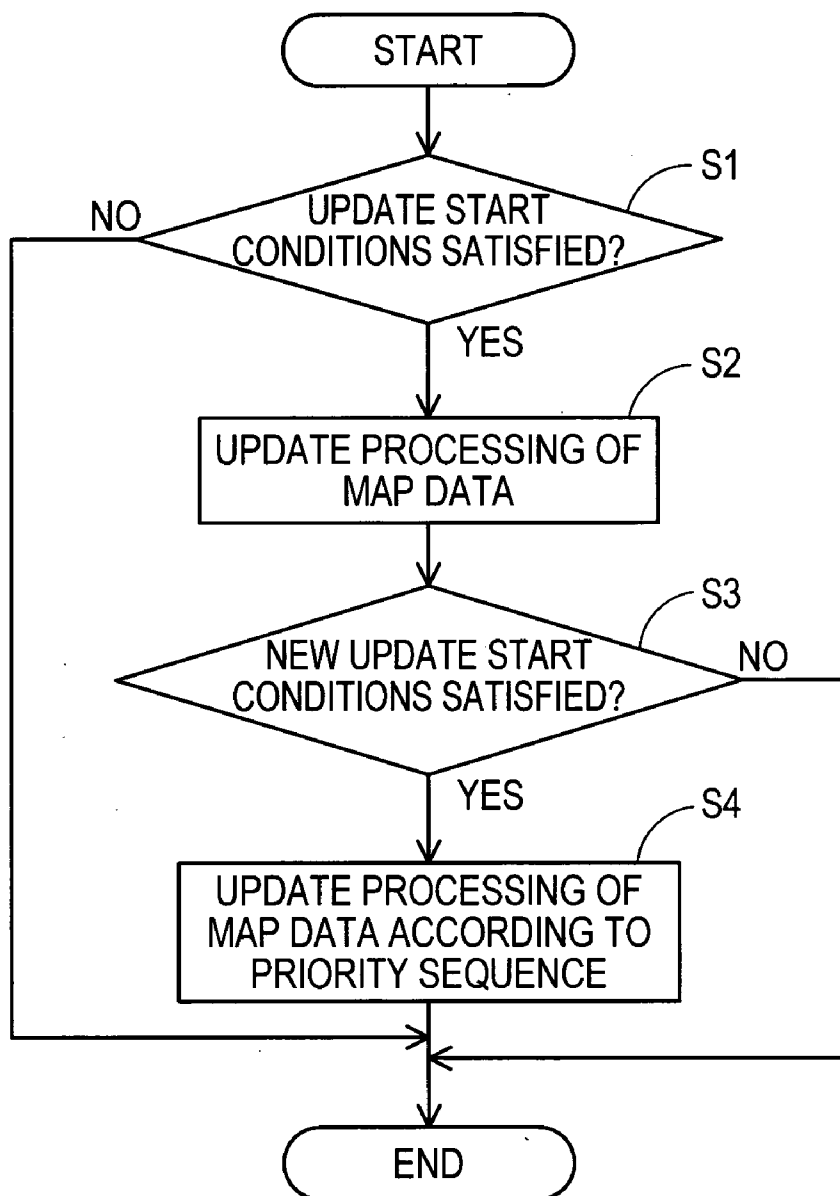 START
S1
NO
UPDATE START
CONDITIONS SATISFIED?
YES
S2
UPDATE PROCESSING OF
MAP DATA
S3
NEW UPDATE START
CONDITIONS SATISFIED?
NO
YES
S4
UPDATE PROCESSING OF
MAP DATA ACCORDING TO
PRIORITY SEQUENCE
END